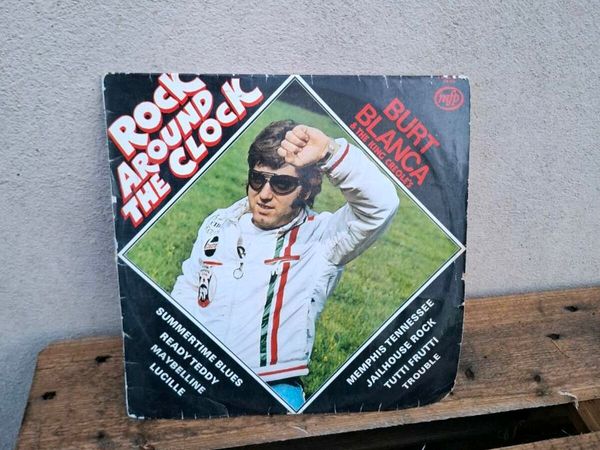 ROCK
AROUND
THE CLOCK
mfp
BURT
BLANCA
& THE KING CREOLES
SUMMERTIME BLUES
READY TEDDY
MAYBELLINE
LUCILLE
MEMPHIS TENNESSEE
JAILHOUSE ROCK
TUTTI FRUTTI
TROUBLE